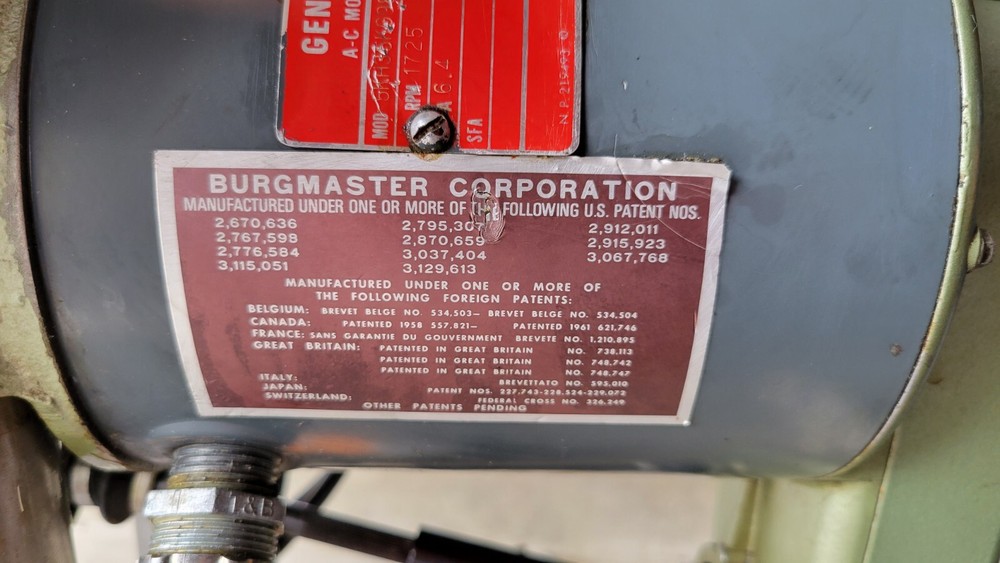 GEN
A-C MO
MOD
RPM 1725
A 6.4
SFA
BURGMASTER CORPORATION
MANUFACTURED UNDER ONE OR MORE OF THE FOLLOWING U.S. PATENT NOS.
2,670,636 2,795,307 2,912,011
2,767,598 2,870,659 2,915,923
2,776,584 3,037,404 3,067,768
3,115,051 3,129,613
MANUFACTURED UNDER ONE OR MORE OF
THE FOLLOWING FOREIGN PATENTS:
BELGIUM: BREVET BELGE NO. 534,503— BREVET BELGE NO. 534,504
CANADA: PATENTED 1958 557.821— PATENTED 1961 621.746
FRANCE: SANS GARANTIE DU GOUVERNMENT BREVETE NO. 1.210.895
GREAT BRITAIN: PATENTED IN GREAT BRITAIN NO. 738,113
PATENTED IN GREAT BRITAIN NO. 748,742
PATENTED IN GREAT BRITAIN NO. 748,747
ITALY: BREVETTATO NO. 593.010
JAPAN: PATENT NOS. 227.743-228.524-229.072
SWITZERLAND: FEDERAL CROSS NO. 326.249
OTHER PATENTS PENDING